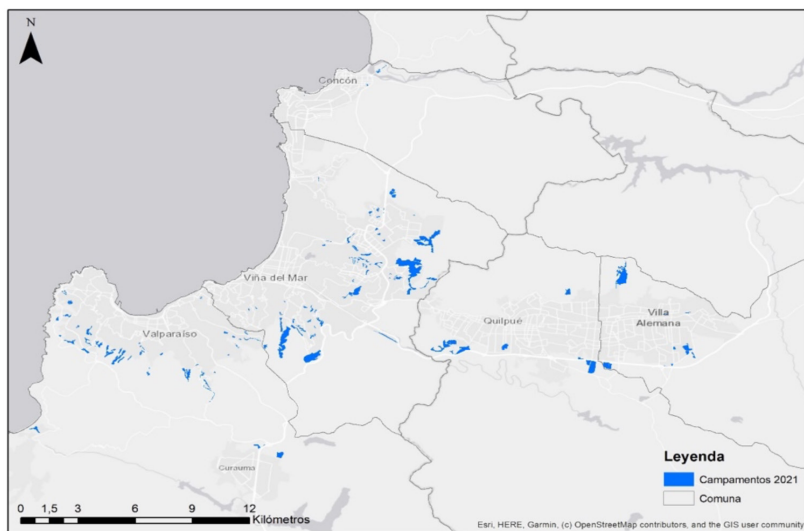 N
Concón
Viña del Mar
Valparaíso
Quilpué
Villa
Alemana
Curauma
Leyenda
Campamentos 2021
Comuna
0 1,5 3 6 9 12
Kilómetros
Esri, HERE, Garmin, (c) OpenStreetMap contributors, and the GIS user community